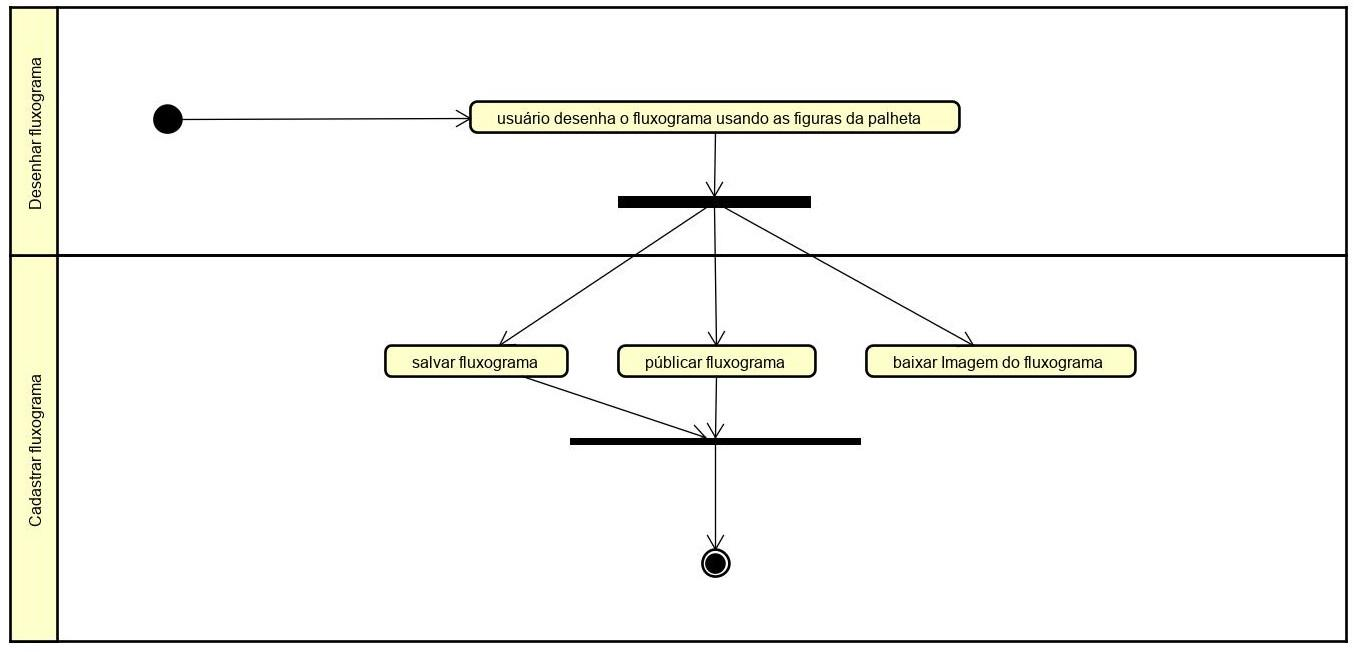 Desenhar fluxograma
usuário desenha o fluxograma usando as figuras da palheta
Cadastrar fluxograma
salvar fluxograma
públicar fluxograma
baixar Imagem do fluxograma